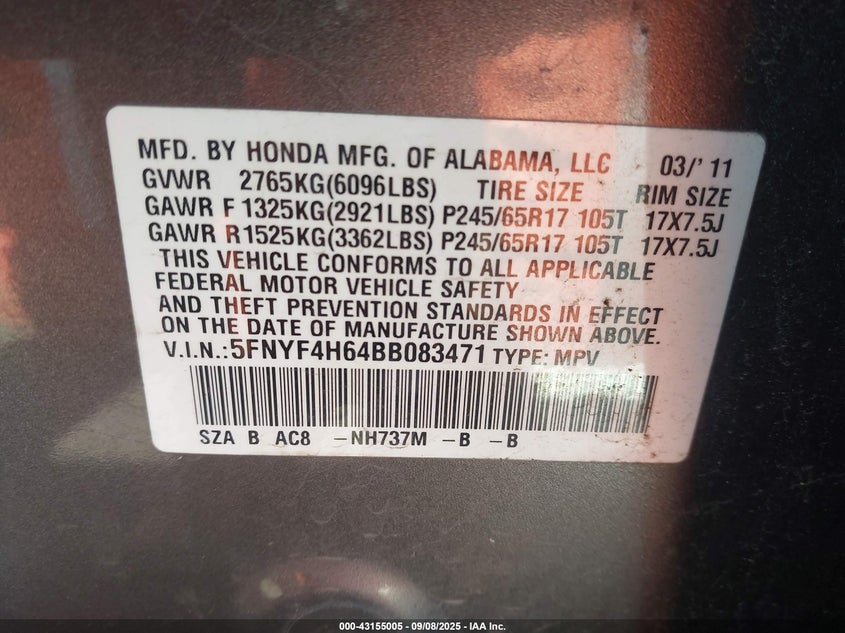 MFD. BY HONDA MFG. OF ALABAMA, LLC 03/'11
GVWR 2765KG(6096LBS) TIRE SIZE RIM SIZE
GAWR F 1325KG(2921LBS) P245/65R17 105T 17X7.5J
GAWR R1525KG(3362LBS) P245/65R17 105T 17X7.5J
THIS VEHICLE CONFORMS TO ALL APPLICABLE
FEDERAL MOTOR VEHICLE SAFETY
AND THEFT PREVENTION STANDARDS IN EFFECT
ON THE DATE OF MANUFACTURE SHOWN ABOVE.
V.I.N.:5FNYF4H64BB083471 TYPE: MPV
SZA B AC8 -NH737M -B -B
000-43155005 - 09/08/2025 - IAA Inc.